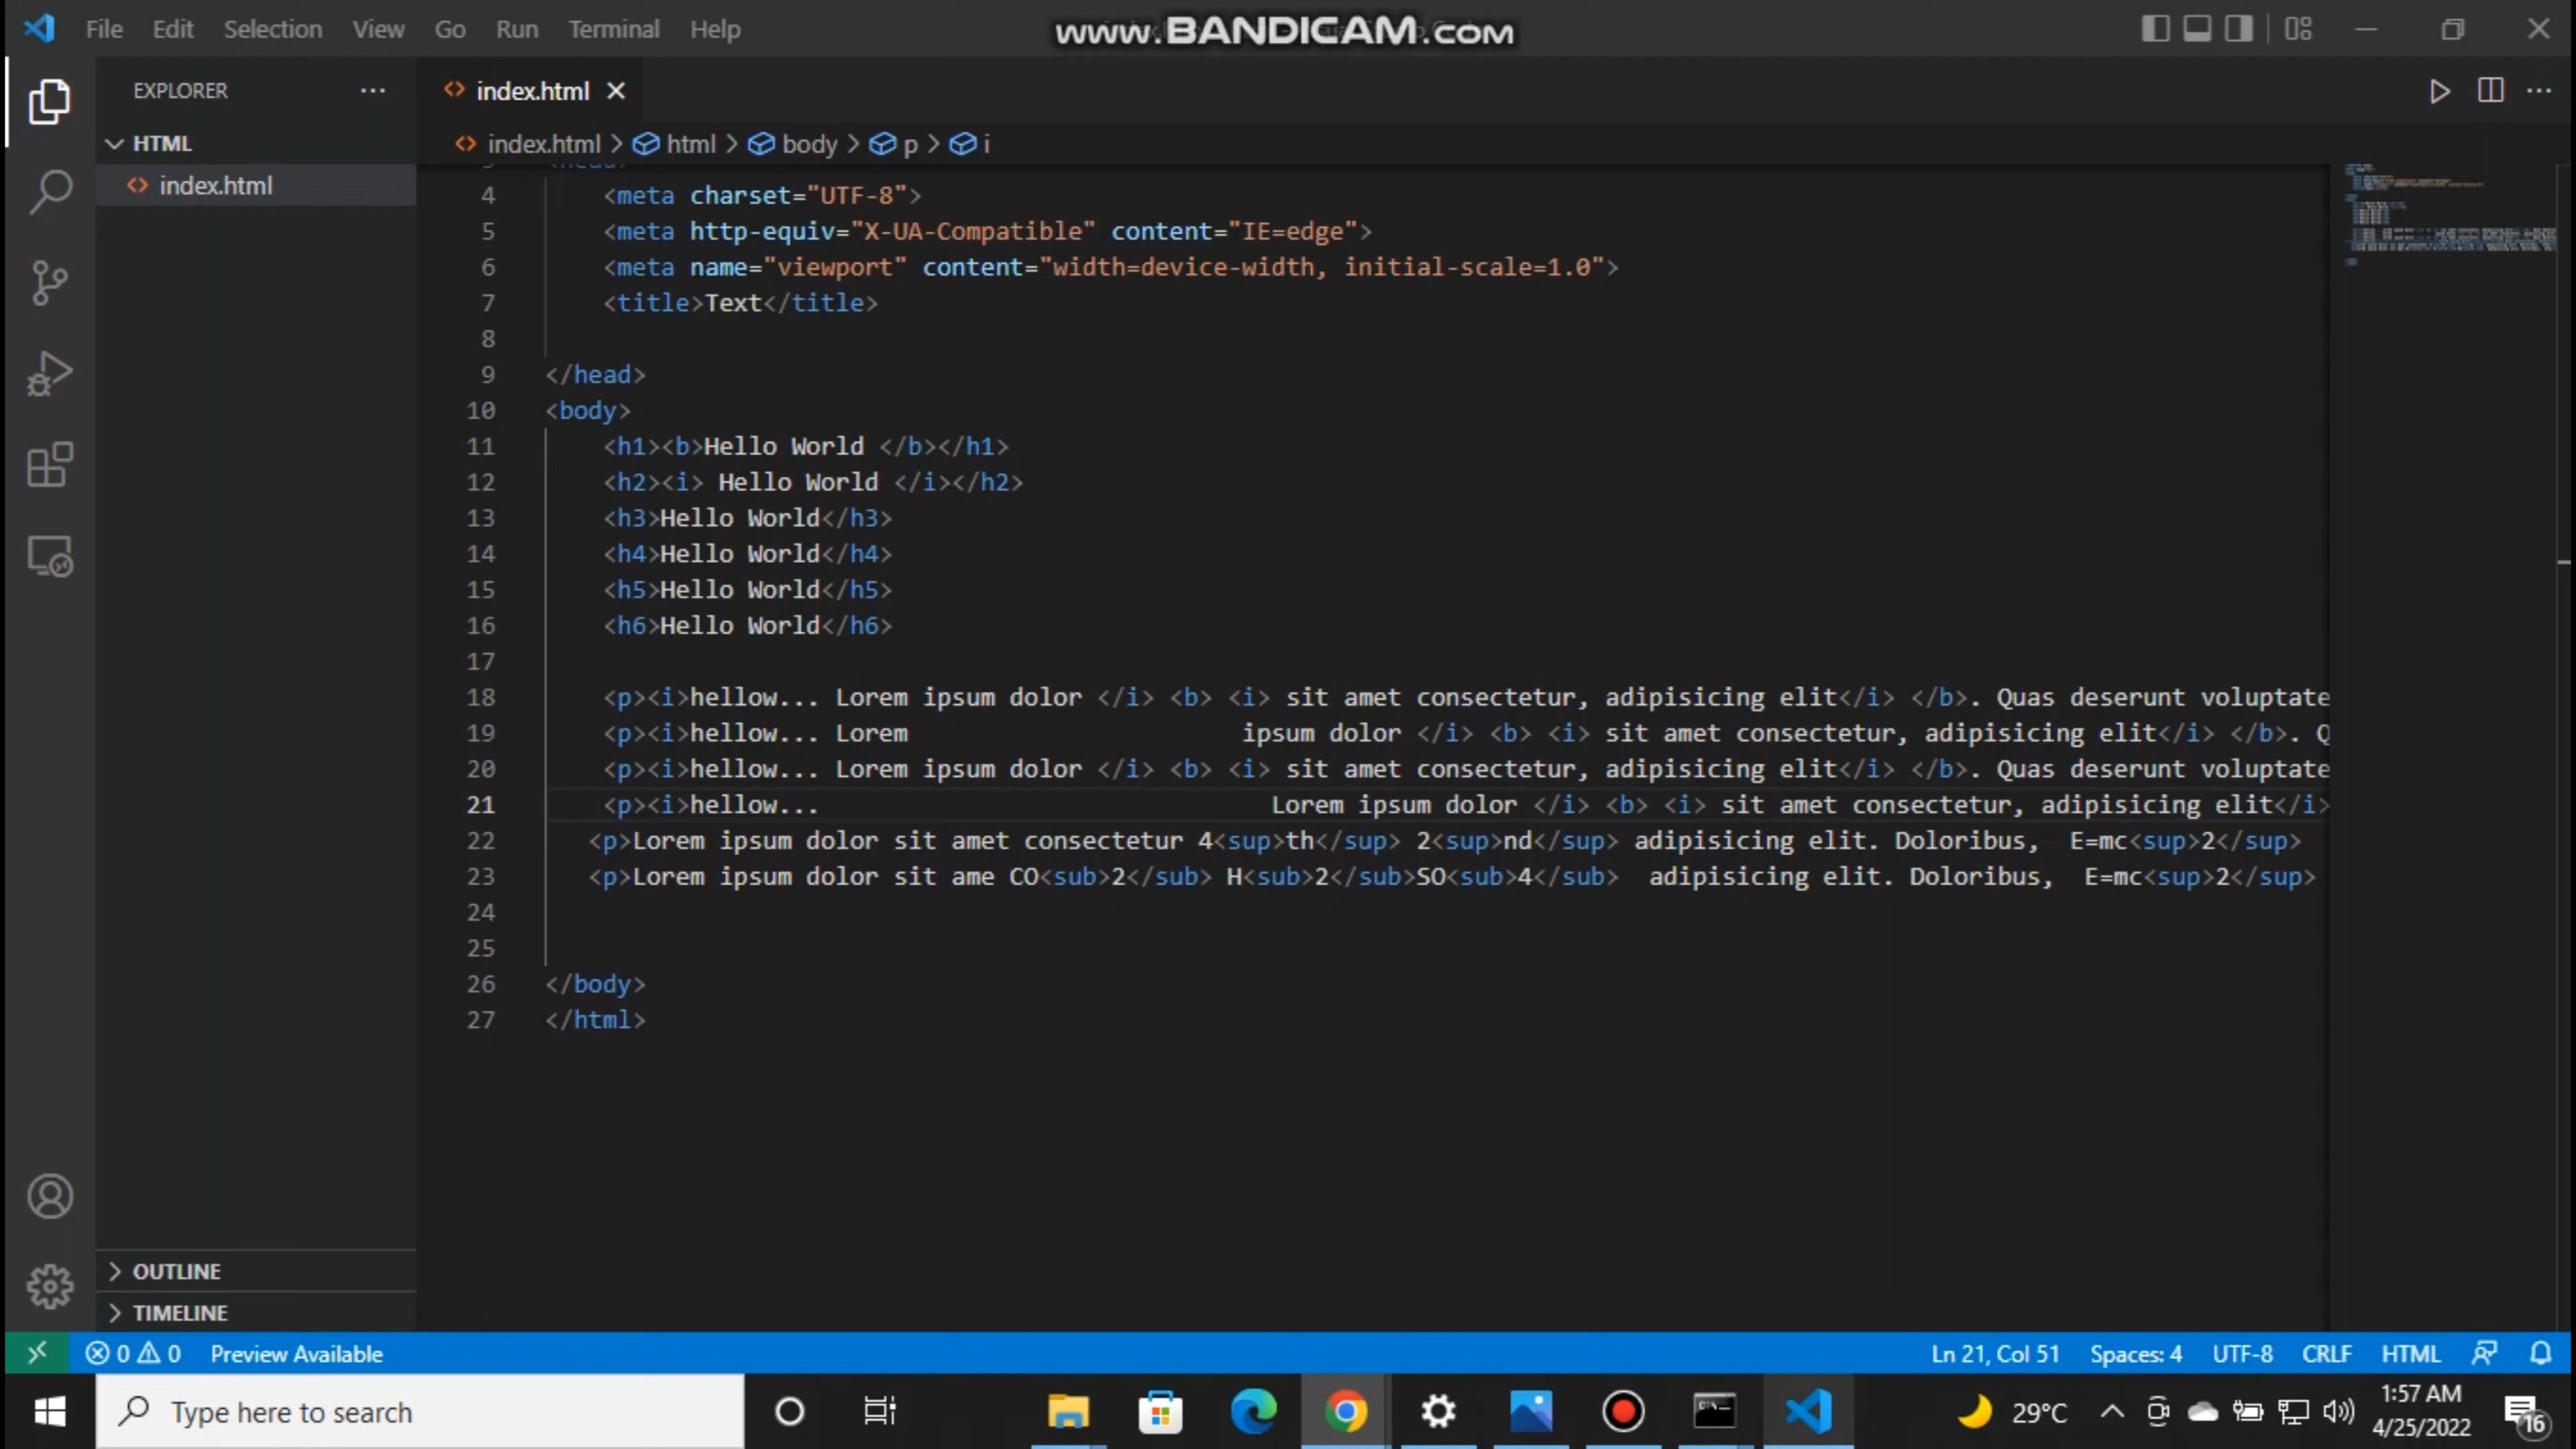 File Edit Selection View Go Run Terminal Help
www.BANDICAM.com
EXPLORER
index.html
HTML
index.html > html > body > p > i
index.html
4 <meta charset="UTF-8">
5 <meta http-equiv="X-UA-Compatible" content="IE=edge">
6 <meta name="viewport" content="width=device-width, initial-scale=1.0">
7 <title>Text</title>
8
9 </head>
10 <body>
11 <h1><b>Hello World </b></h1>
12 <h2><i> Hello World </i></h2>
13 <h3>Hello World</h3>
14 <h4>Hello World</h4>
15 <h5>Hello World</h5>
16 <h6>Hello World</h6>
17
18 <p><i>hellow... Lorem ipsum dolor </i> <b> <i> sit amet consectetur, adipisicing elit</i> </b>. Quas deserunt voluptate
19 <p><i>hellow... Lorem ipsum dolor </i> <b> <i> sit amet consectetur, adipisicing elit</i> </b>. Q
20 <p><i>hellow... Lorem ipsum dolor </i> <b> <i> sit amet consectetur, adipisicing elit</i> </b>. Quas deserunt voluptate
21 <p><i>hellow... Lorem ipsum dolor </i> <b> <i> sit amet consectetur, adipisicing elit</i>
22 <p>Lorem ipsum dolor sit amet consectetur 4<sup>th</sup> 2<sup>nd</sup> adipisicing elit. Doloribus, E=mc<sup>2</sup>
23 <p>Lorem ipsum dolor sit ame CO<sub>2</sub> H<sub>2</sub>SO<sub>4</sub> adipisicing elit. Doloribus, E=mc<sup>2</sup>
24
25
26 </body>
27 </html>
OUTLINE
TIMELINE
0 0 Preview Available
Ln 21, Col 51 Spaces: 4 UTF-8 CRLF HTML
Type here to search
29°C
1:57 AM
4/25/2022
16